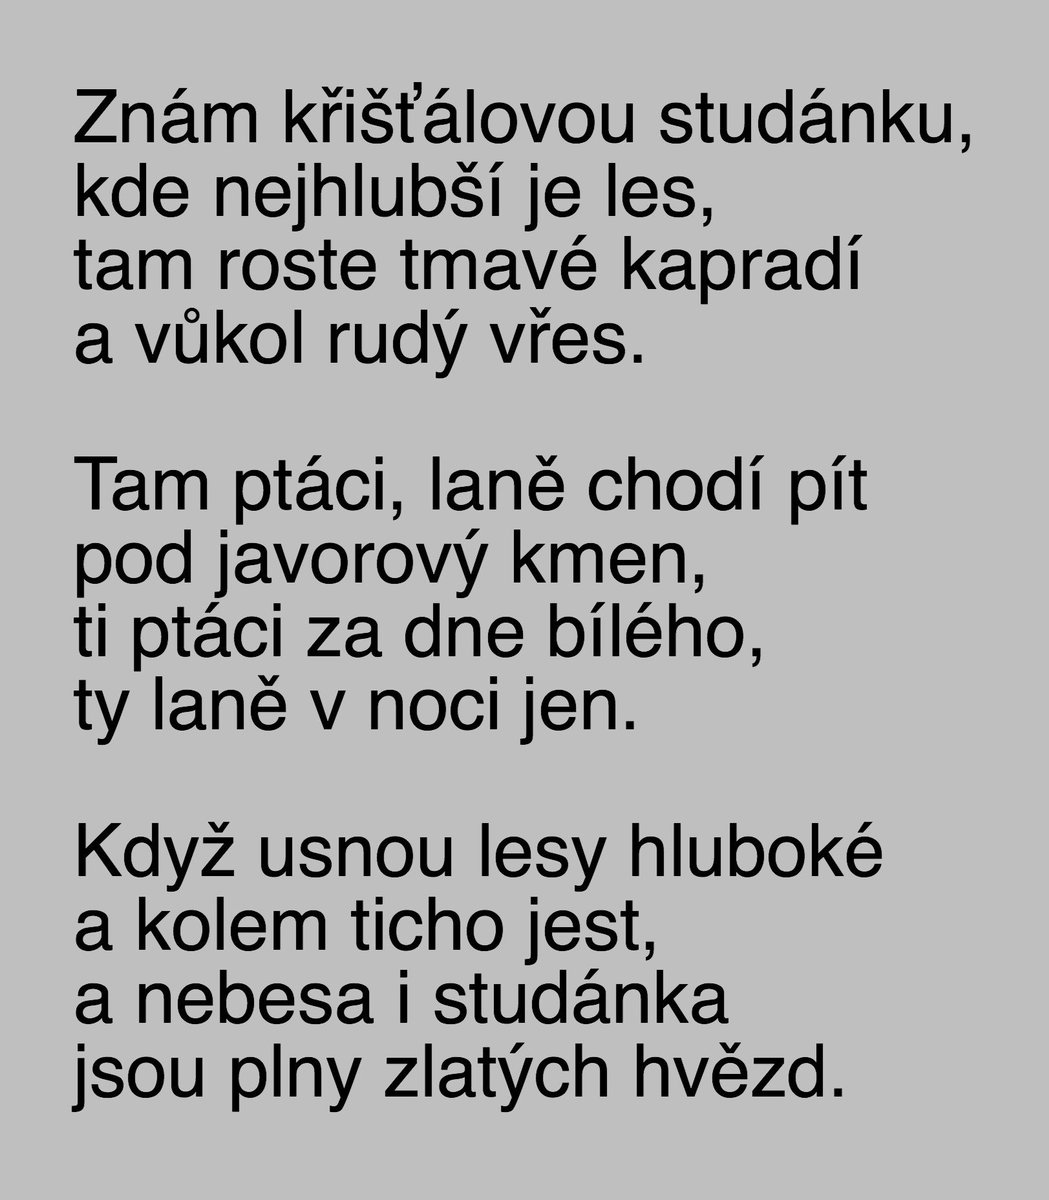 Znám křišťálovou studánku,
kde nejhlubší je les,
tam roste tmavé kapradí
a vůkol rudý vřes.

Tam ptáci, laně chodí pít
pod javorový kmen,
ti ptáci za dne bílého,
ty laně v noci jen.

Když usnou lesy hluboké
a kolem ticho jest,
a nebesa i studánka
jsou plny zlatých hvězd.